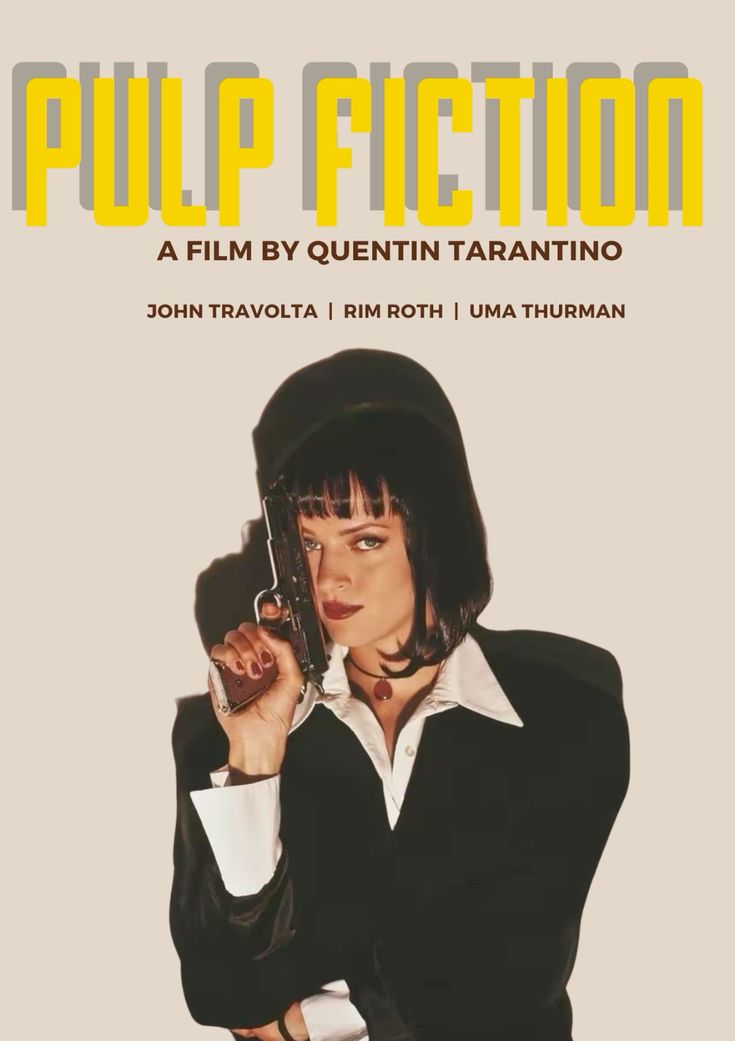 PULP FICTION
A FILM BY QUENTIN TARANTINO
JOHN TRAVOLTA | RIM ROTH | UMA THURMAN